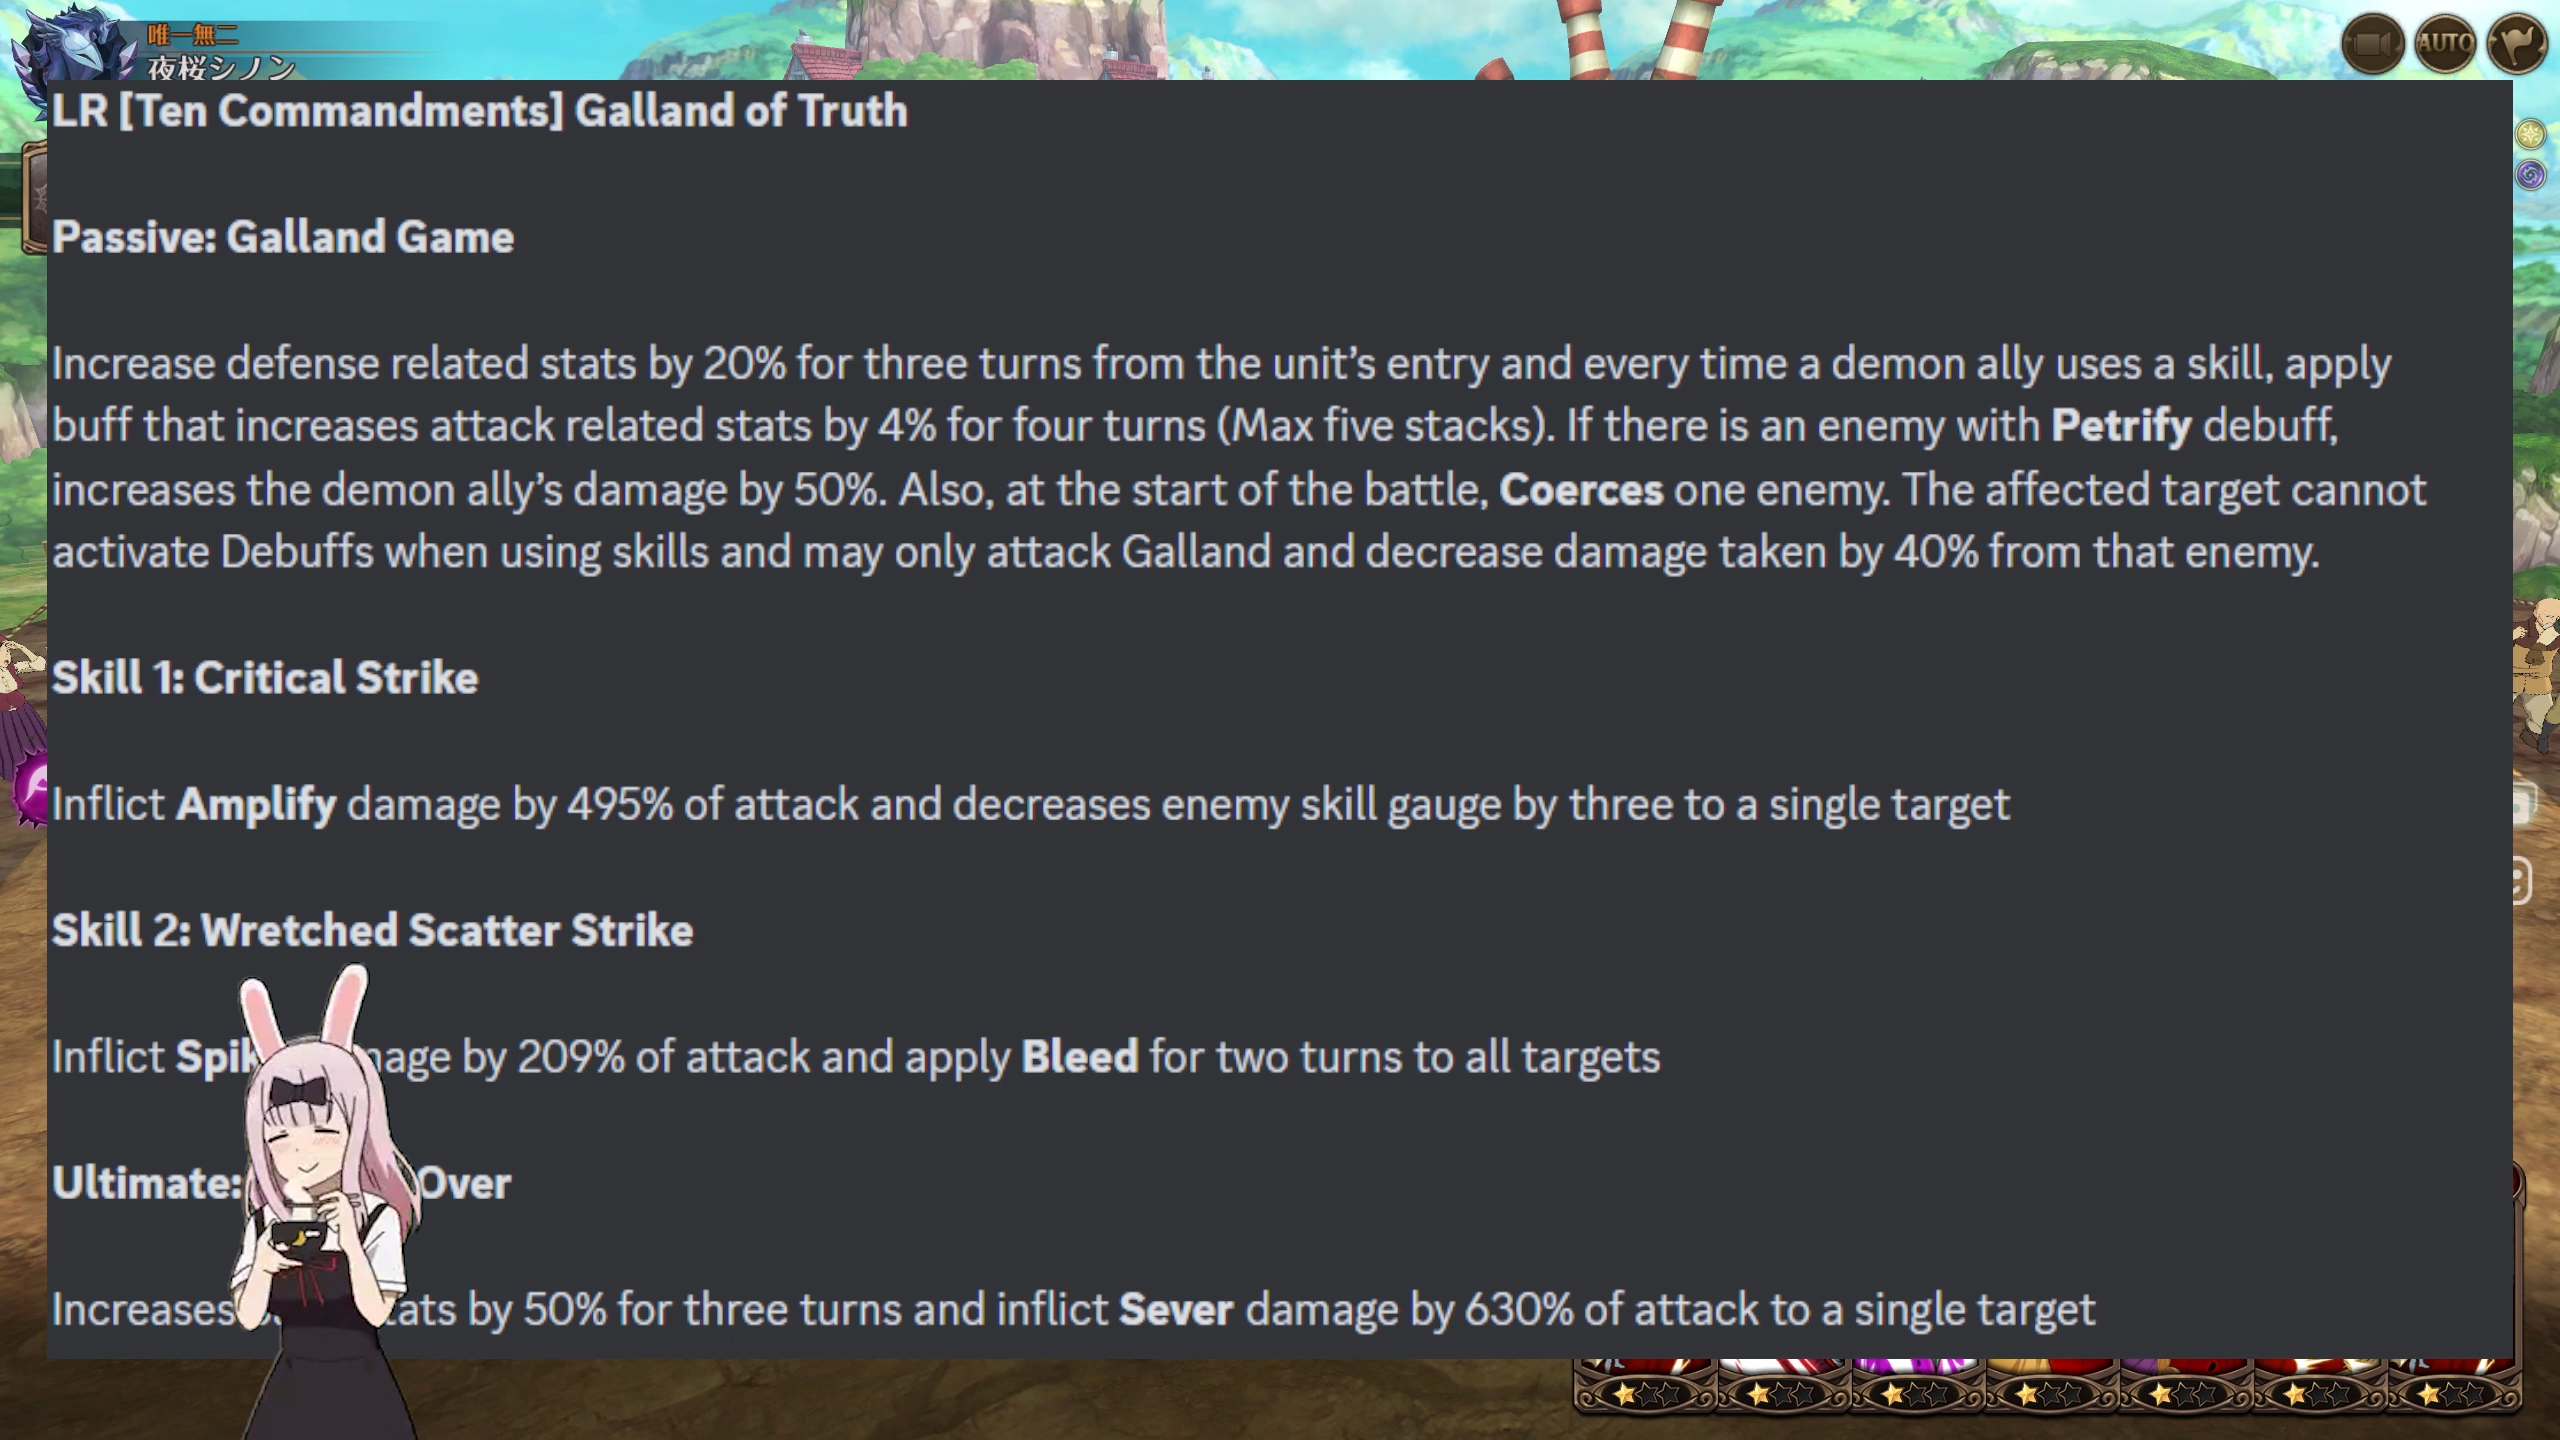 唯一無二
夜桜シノン
AUTO
LR [Ten Commandments] Galland of Truth
Passive: Galland Game
Increase defense related stats by 20% for three turns from the unit’s entry and every time a demon ally uses a skill, apply
buff that increases attack related stats by 4% for four turns (Max five stacks). If there is an enemy with Petrify debuff,
increases the demon ally’s damage by 50%. Also, at the start of the battle, Coerces one enemy. The affected target cannot
activate Debuffs when using skills and may only attack Galland and decrease damage taken by 40% from that enemy.
Skill 1: Critical Strike
Inflict Amplify damage by 495% of attack and decreases enemy skill gauge by three to a single target
Skill 2: Wretched Scatter Strike
Inflict by 209% of attack and apply Bleed for two turns to all targets
Ultimate: Over
Increases by 50% for three turns and inflict Sever damage by 630% of attack to a single target